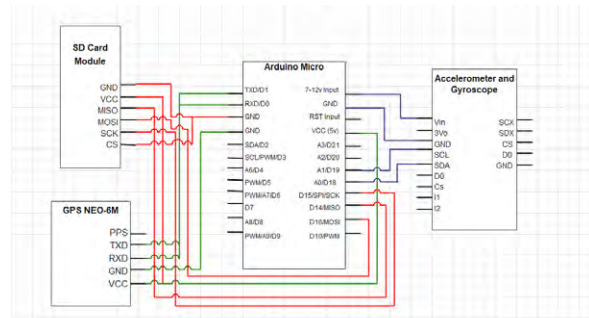 SD Card
Module
GND
VCC
MISO
MOSI
SCK
CS
GPS NEO-6M
PPS
TXD
RXD
GND
VCC
Arduino Micro
TXD/D1
RXD/D0
GND
GND
SDA/D2
SCL/PWM/D3
A6/D4
PWM/D5
PWM/A7/D6
D7
A8/D8
PWM/A9/D9
7-12v Input
GND
RST Input
VCC (5v)
A3/D21
A2/D20
A1/D19
A0/D18
D15/SPI/SCK
D14/MISO
D16/MOSI
D10/PWM
Accelerometer and
Gyroscope
Vin
3Vo
GND
SCL
SDA
D0
Cs
I1
I2
SCX
SDX
CS
D0
GND